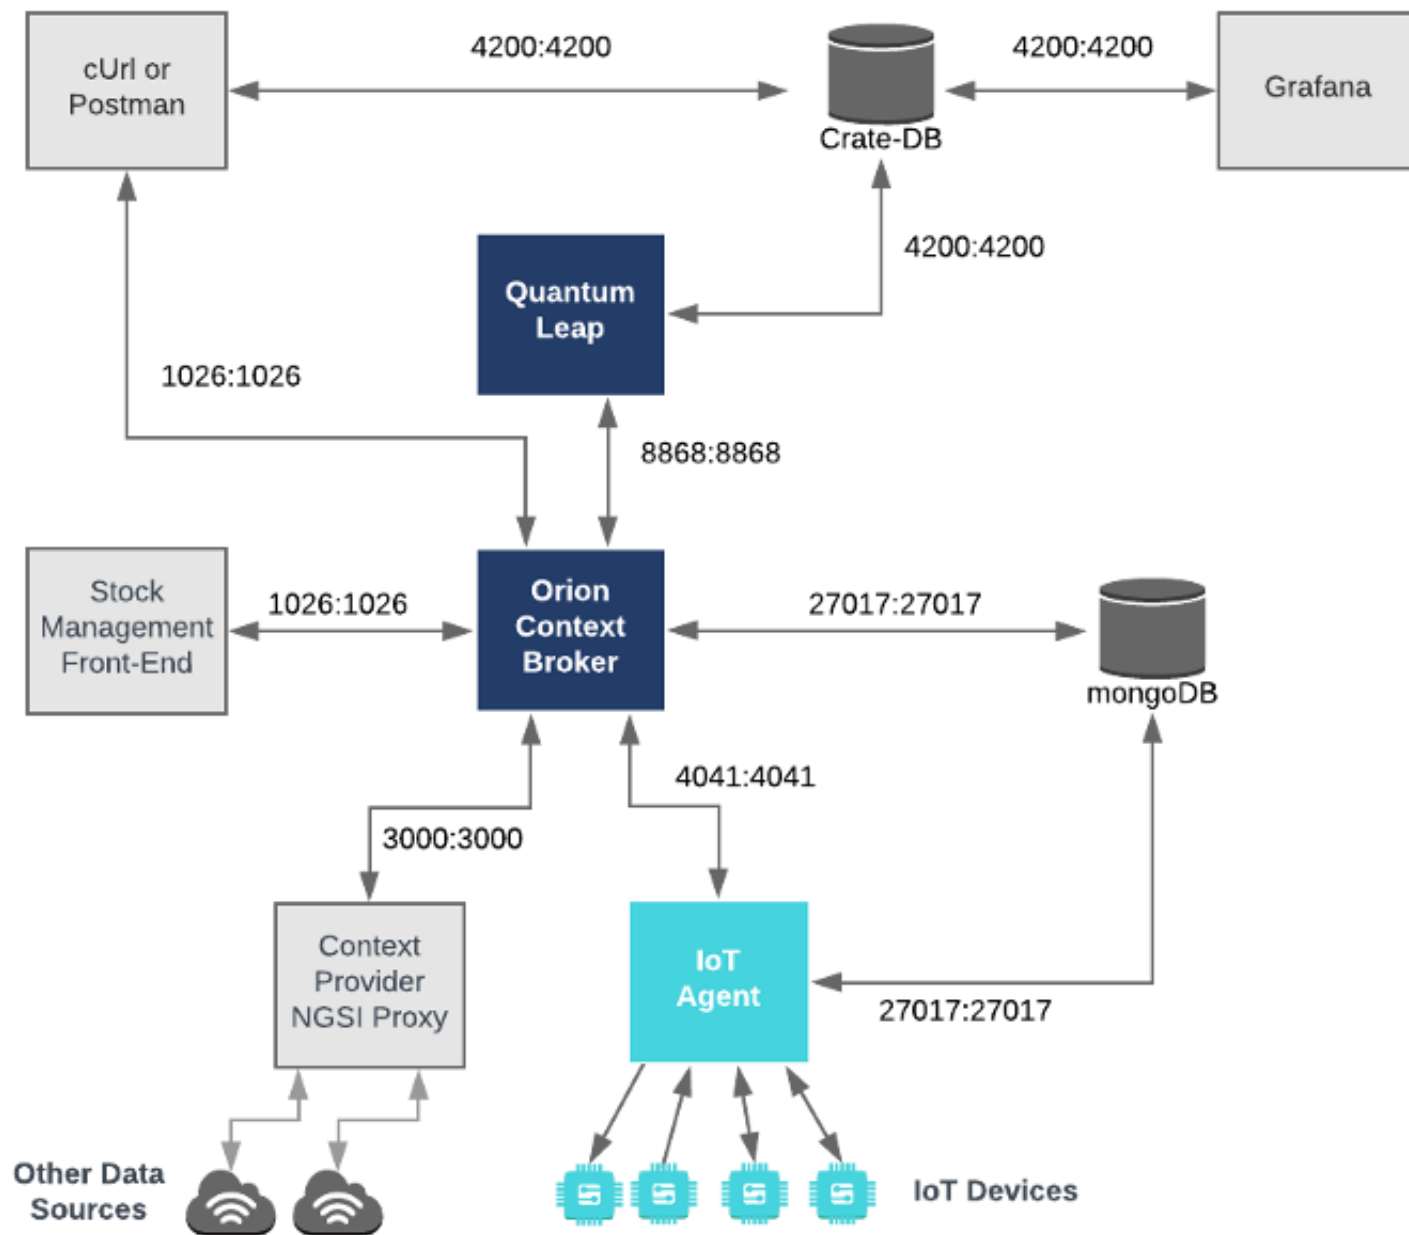 cUrl or
Postman
4200:4200
Crate-DB
4200:4200
Grafana
4200:4200
Quantum
Leap
1026:1026
8868:8868
Stock
Management
Front-End
1026:1026
Orion
Context
Broker
27017:27017
mongoDB
4041:4041
3000:3000
Context
Provider
NGSI Proxy
IoT
Agent
27017:27017
Other Data
Sources
IoT Devices